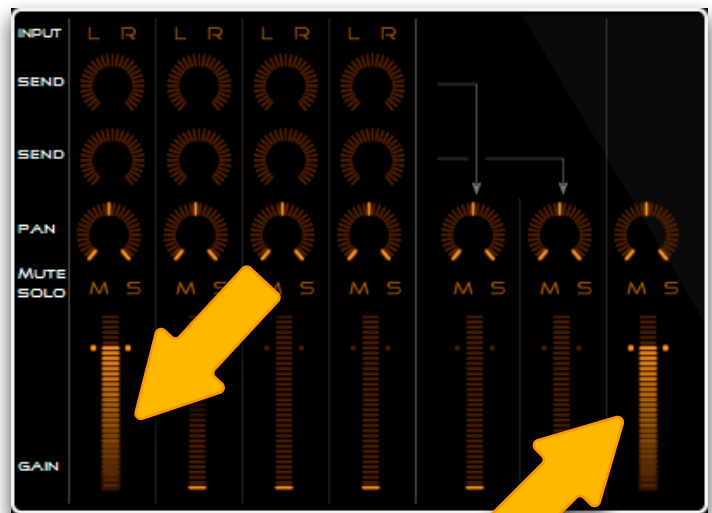 INPUT L R L R L R L R
SEND
SEND
PAN
MUTE
SOLO M S M S M S M S M S M S M S
GAIN